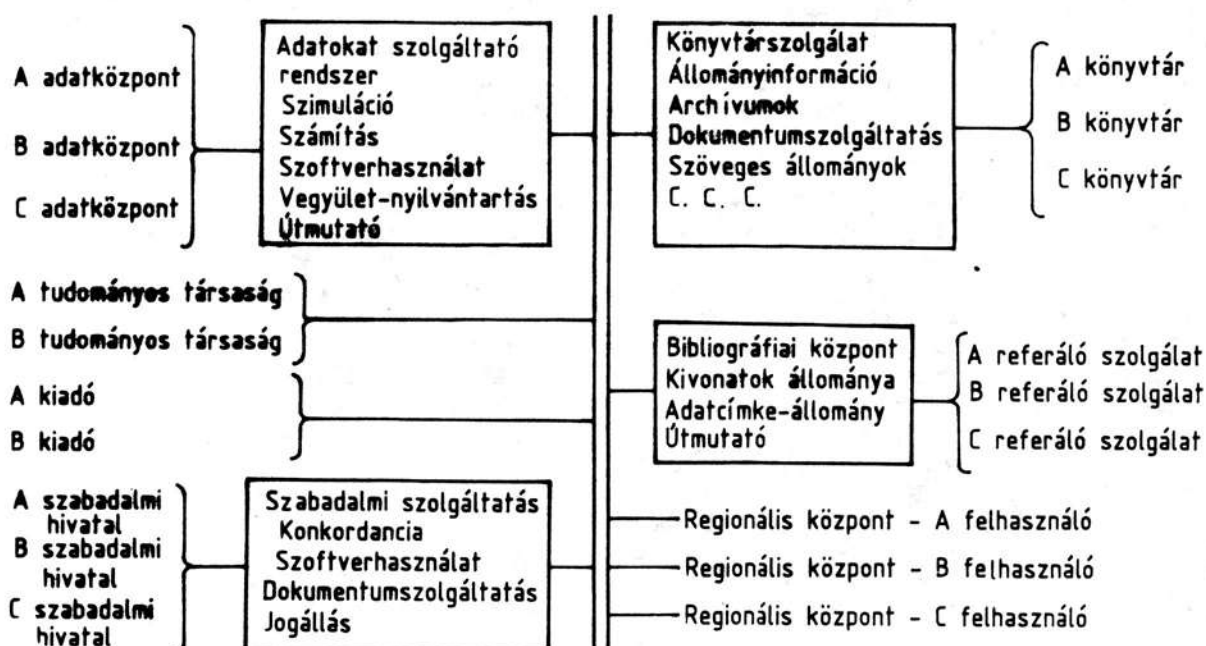 A adatközpont
B adatközpont
C adatközpont
Adatokat szolgáltató
rendszer
Szimuláció
Számítás
Szoftverhasználat
Vegyület-nyilvántartás
Útmutató
Könyvtárszolgálat
Állományinformáció
Archívumok
Dokumentumszolgáltatás
Szöveges állományok
C. C. C.
A könyvtár
B könyvtár
C könyvtár
A tudományos társaság
B tudományos társaság
A kiadó
B kiadó
Bibliográfiai központ
Kivonatok állománya
Adatcímke-állomány
Útmutató
A referáló szolgálat
B referáló szolgálat
C referáló szolgálat
A szabadalmi
hivatal
B szabadalmi
hivatal
C szabadalmi
hivatal
Szabadalmi szolgáltatás
Konkordancia
Szoftverhasználat
Dokumentumszolgáltatás
Jogállás
Regionális központ - A felhasználó
Regionális központ - B felhasználó
Regionális központ - C felhasználó